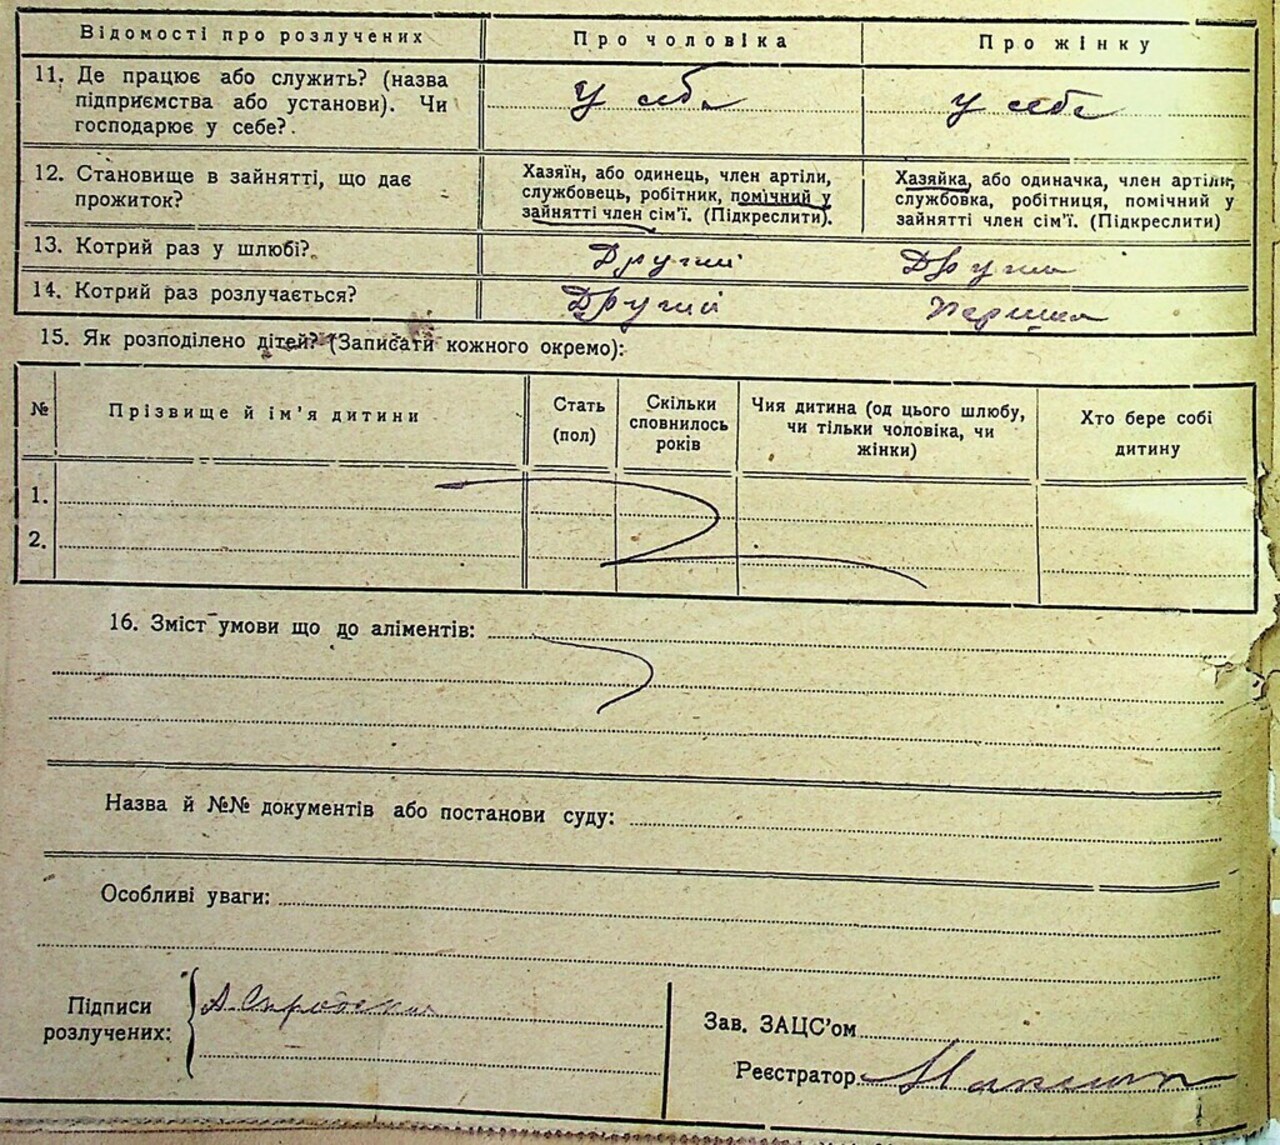 Відомості про розлучених Про чоловіка Про жінку
11. Де працює або служить? (назва
підприємства або установи). Чи
господарює у себе?.
у себе у себе
12. Становище в зайнятті, що дає
прожиток?
Хазяїн, або одинець, член артіли,
службовець, робітник, помічний у
зайнятті член сім'ї. (Підкреслити).
Хазяйка, або одиначка, член артіли,
службовка, робітниця, помічний у
зайнятті член сім'ї. (Підкреслити)
13. Котрий раз у шлюбі? Другий Друга
14. Котрий раз розлучається? Другий перша
15. Як розподілено дітей? (Записати кожного окремо):
№ Прізвище й ім'я дитини
Стать
(пол)
Скільки
сповнилось
років
Чия дитина (од цього шлюбу,
чи тільки чоловіка, чи
жінки)
Хто бере собі
дитину
1.
2.
16. Зміст умови що до аліментів:
Назва й №№ документів або постанови суду:
Особливі уваги:
Підписи
розлучених:
А.
Зав. ЗАЦС'ом
Реєстратор